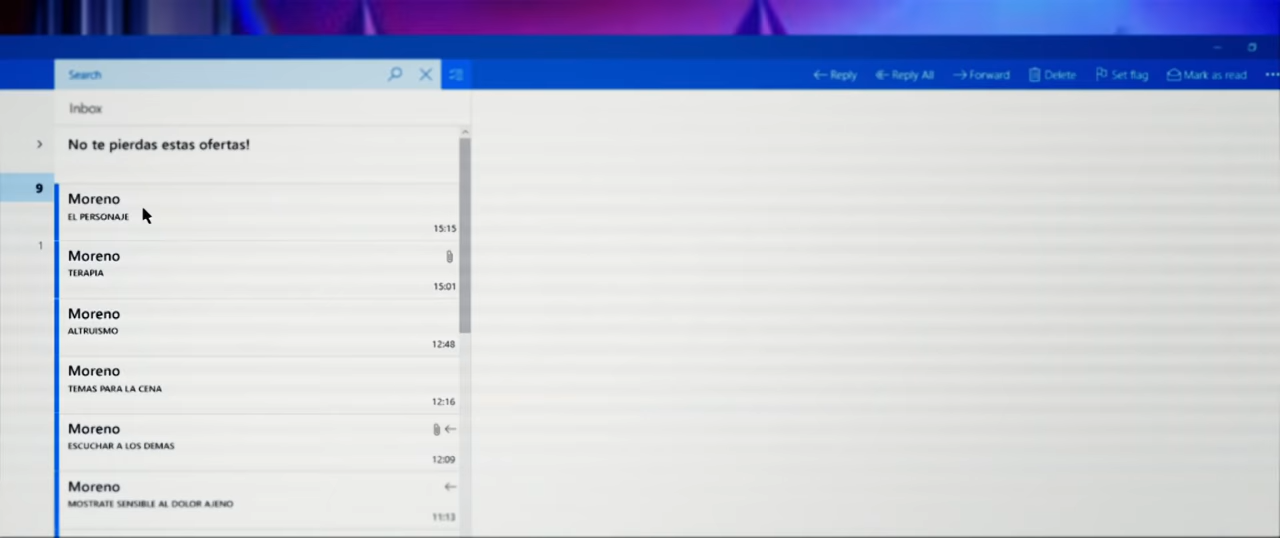 Search
Reply
Reply All
Forward
Delete
Set flag
Mark as read
Inbox
No te pierdas estas ofertas!
9
Moreno
EL PERSONAJE
15:15
1
Moreno
TERAPIA
15:01
Moreno
ALTRUISMO
12:48
Moreno
TEMAS PARA LA CENA
12:16
Moreno
ESCUCHAR A LOS DEMAS
12:09
Moreno
MOSTRATE SENSIBLE AL DOLOR AJENO
11:13